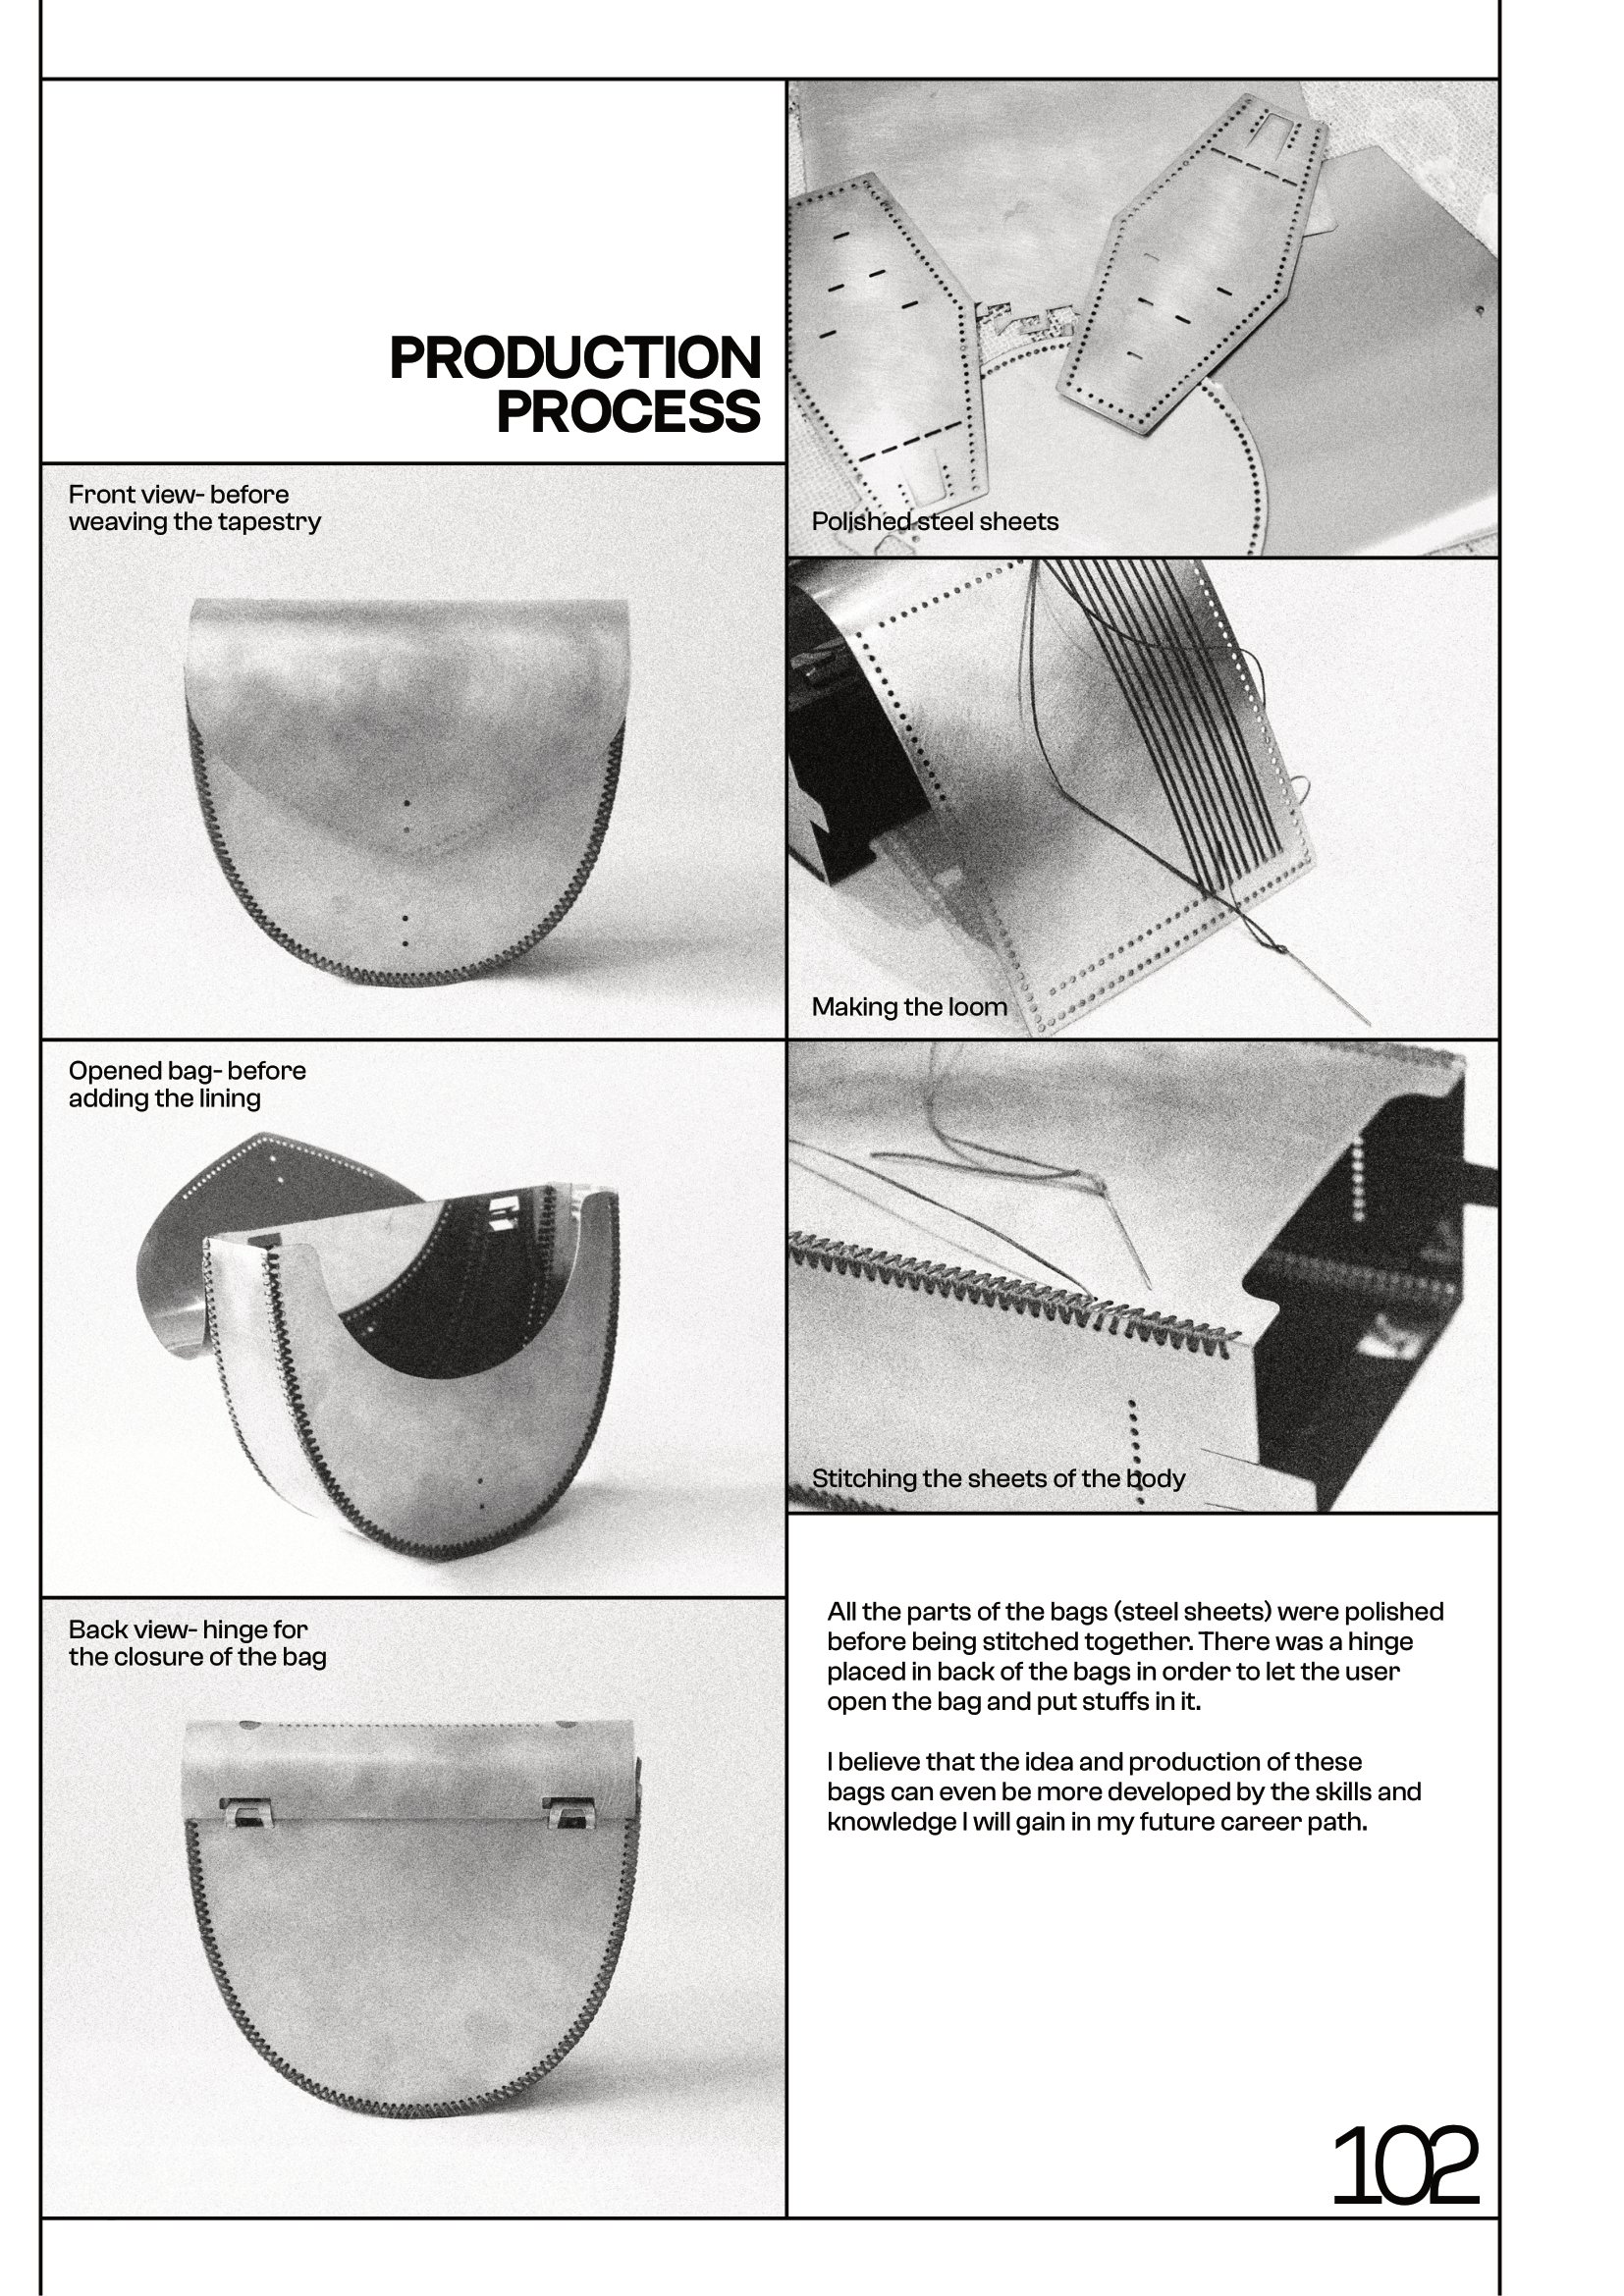 PRODUCTION
PROCESS
Front view- before
weaving the tapestry
Opened bag- before
adding the lining
Back view- hinge for
the closure of the bag
Polished steel sheets
Making the loom
Stitching the sheets of the body
All the parts of the bags (steel sheets) were polished
before being stitched together. There was a hinge
placed in back of the bags in order to let the user
open the bag and put stuffs in it.
I believe that the idea and production of these
bags can even be more developed by the skills and
knowledge I will gain in my future career path.
102